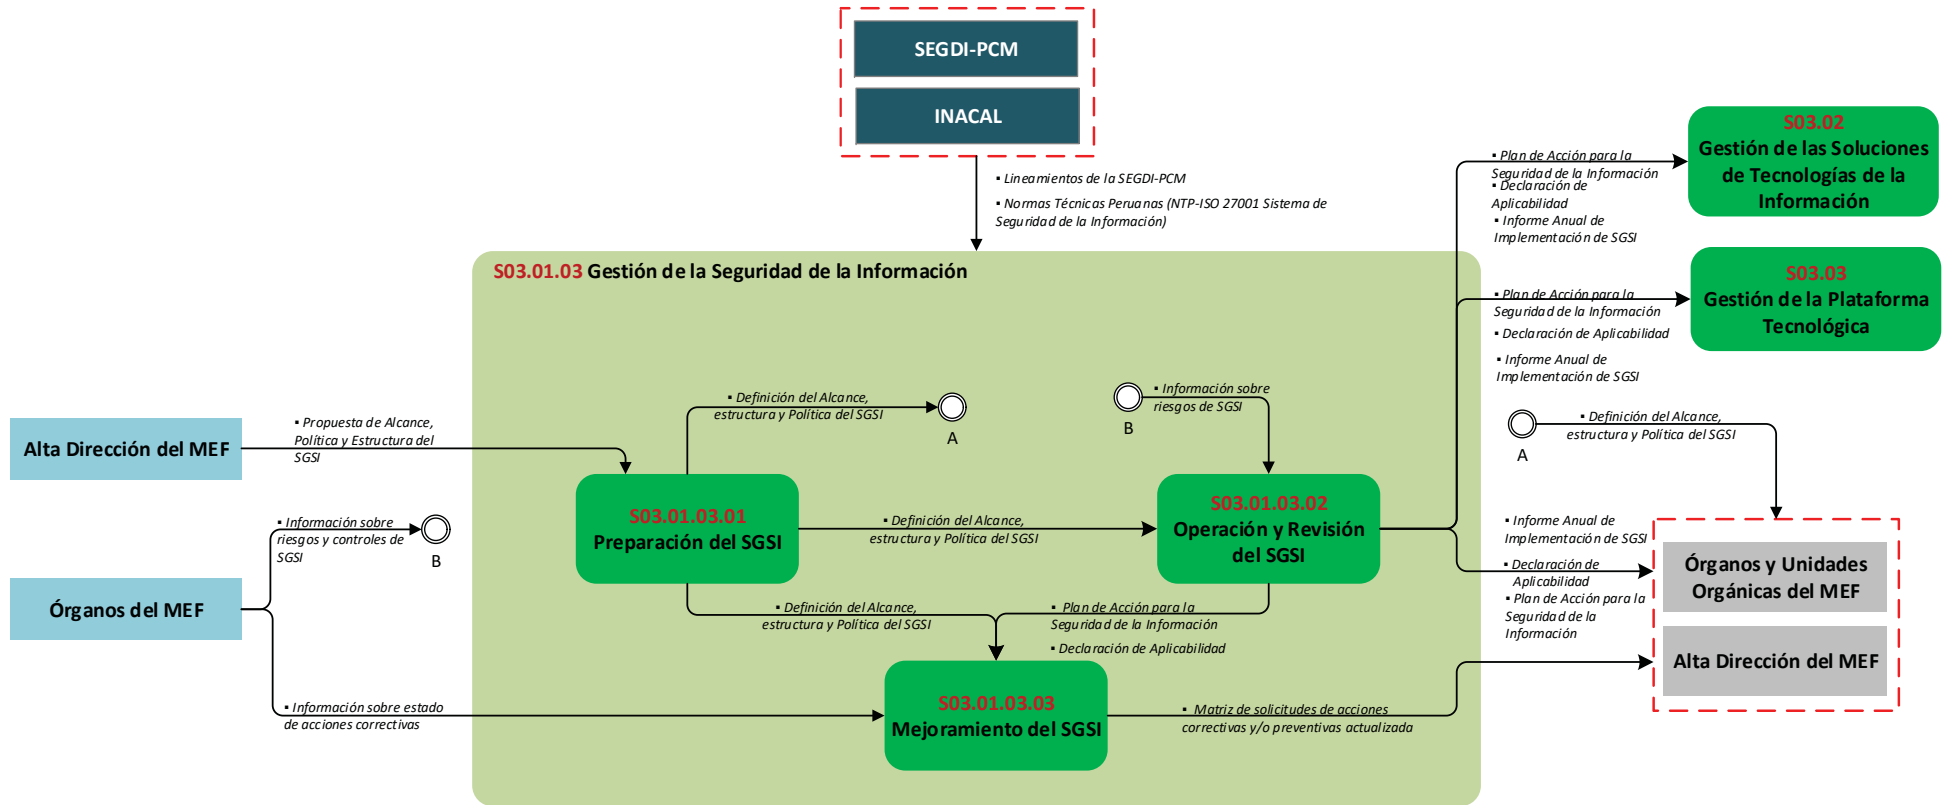 SEGDI-PCM
INACAL
▪ Lineamientos de la SEGDI-PCM
▪ Normas Técnicas Peruanas (NTP-ISO 27001 Sistema de
Seguridad de la Información)
S03.01.03 Gestión de la Seguridad de la Información
Alta Dirección del MEF
▪ Propuesta de Alcance,
Política y Estructura del
SGSI
Órganos del MEF
▪ Información sobre
riesgos y controles de
SGSI
B
▪ Información sobre estado
de acciones correctivas
▪ Definición del Alcance,
estructura y Política del SGSI
A
B
▪ Información sobre
riesgos de SGSI
S03.01.03.01
Preparación del SGSI
▪ Definición del Alcance,
estructura y Política del SGSI
S03.01.03.02
Operación y Revisión
del SGSI
▪ Definición del Alcance,
estructura y Política del SGSI
▪ Plan de Acción para la
Seguridad de la Información
▪ Declaración de Aplicabilidad
S03.01.03.03
Mejoramiento del SGSI
▪ Matriz de solicitudes de acciones
correctivas y/o preventivas actualizada
▪ Plan de Acción para la
Seguridad de la Información
▪ Declaración de
Aplicabilidad
▪ Informe Anual de
Implementación de SGSI
S03.02
Gestión de las Soluciones
de Tecnologías de la
Información
▪ Plan de Acción para la
Seguridad de la Información
▪ Declaración de Aplicabilidad
▪ Informe Anual de
Implementación de SGSI
S03.03
Gestión de la Plataforma
Tecnológica
A
▪ Definición del Alcance,
estructura y Política del SGSI
▪ Informe Anual de
Implementación de SGSI
▪ Declaración de
Aplicabilidad
▪ Plan de Acción para la
Seguridad de la
Información
Órganos y Unidades
Orgánicas del MEF
Alta Dirección del MEF